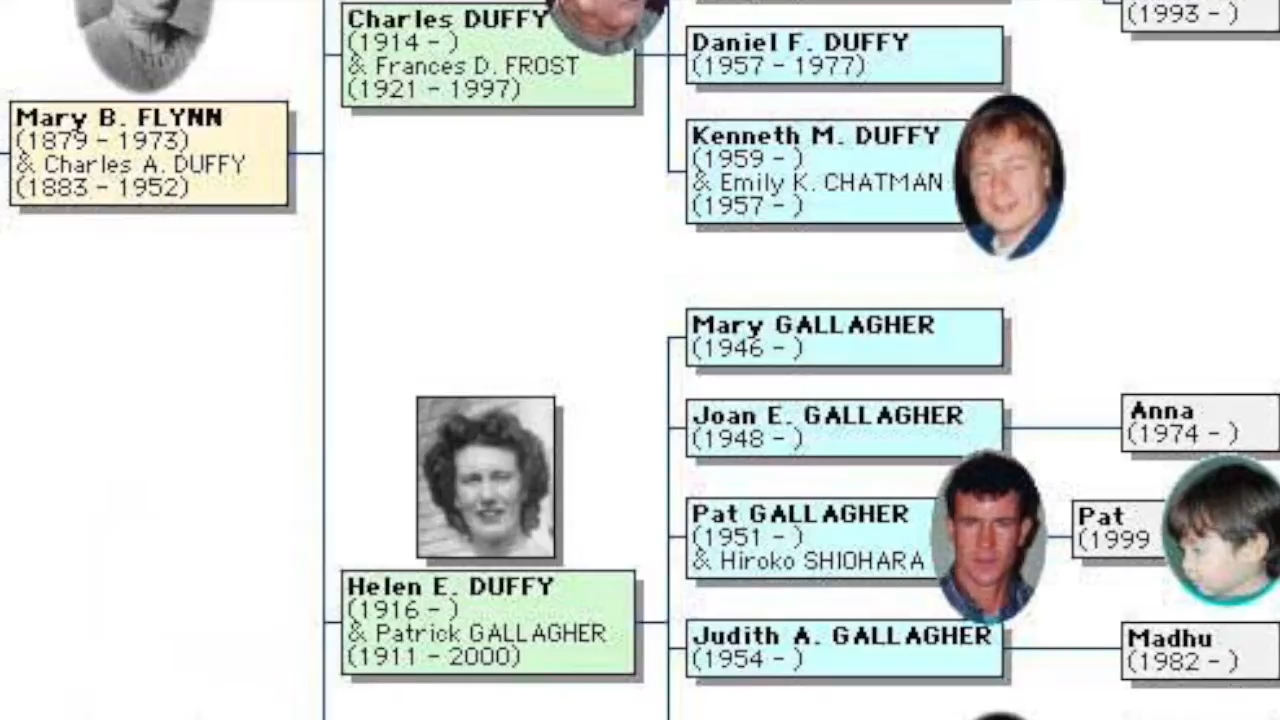 Mary B. FLYNN
(1879 - 1973)
& Charles A. DUFFY
(1883 - 1952)
Charles DUFFY
(1914 - )
& Frances D. FROST
(1921 - 1997)
Helen E. DUFFY
(1916 - )
& Patrick GALLAGHER
(1911 - 2000)
Daniel F. DUFFY
(1957 - 1977)
Kenneth M. DUFFY
(1959 - )
& Emily K. CHATMAN
(1957 - )
Mary GALLAGHER
(1946 - )
Joan E. GALLAGHER
(1948 - )
Pat GALLAGHER
(1951 - )
& Hiroko SHIOHARA
Judith A. GALLAGHER
(1954 - )
(1993 - )
Anna
(1974 - )
Pat
(1999
Madhu
(1982 - )